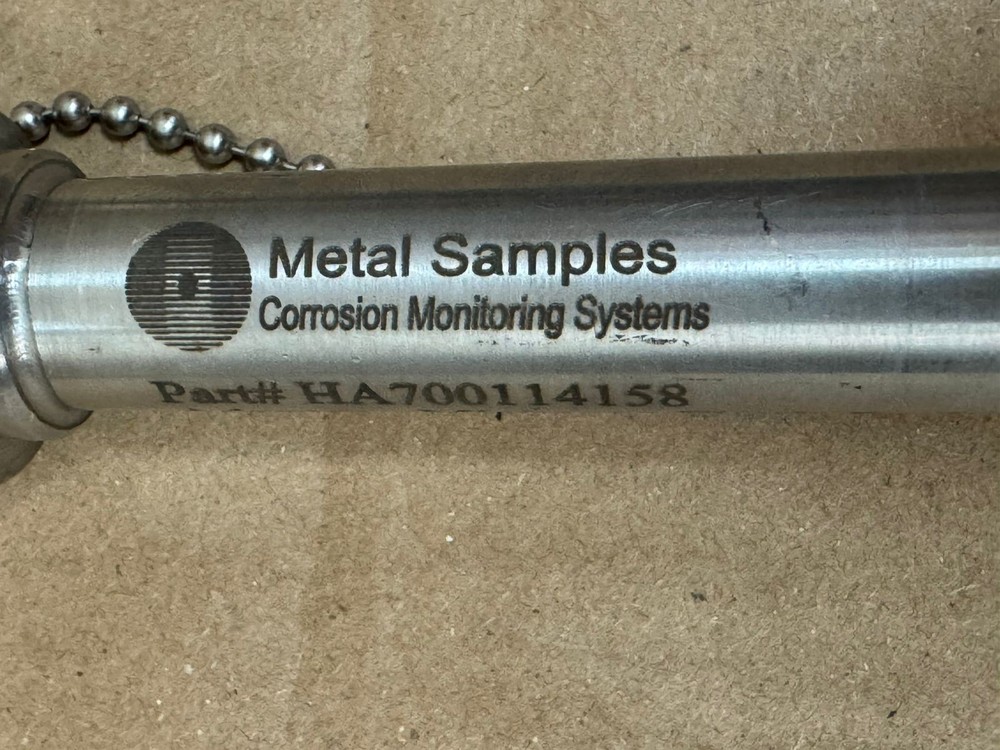 Metal Samples
Corrosion Monitoring Systems
Part# HA700114158